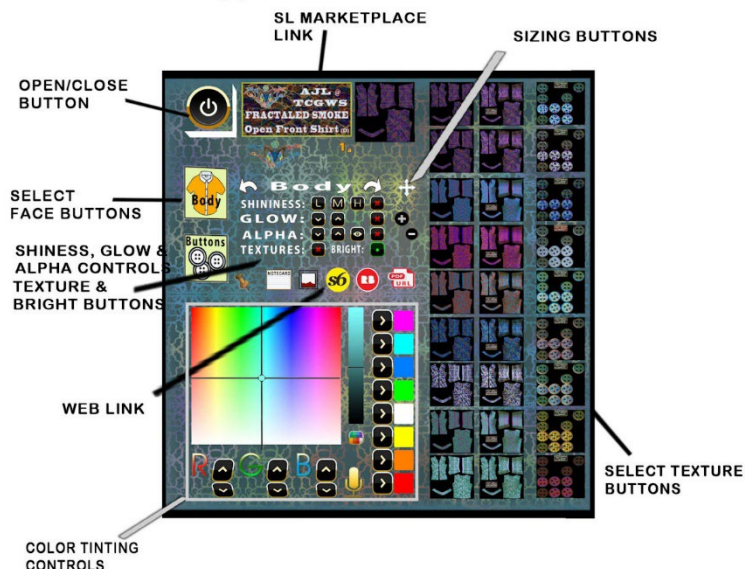 SL MARKETPLACE
LINK
SIZING BUTTONS
OPEN/CLOSE
BUTTON
AJL @
TCGWS
FRACTALED SMOKE
Open Front Shirt
1.
SELECT
FACE BUTTONS
Body
Body
SHININESS: L M H
GLOW:
ALPHA:
TEXTURES: BRIGHT:
Buttons
SHINESS, GLOW &
ALPHA CONTROLS
TEXTURE &
BRIGHT BUTTONS
NOTECARD
s6
PDF
URL
WEB LINK
R G B
SELECT TEXTURE
BUTTONS
COLOR TINTING
CONTROLS